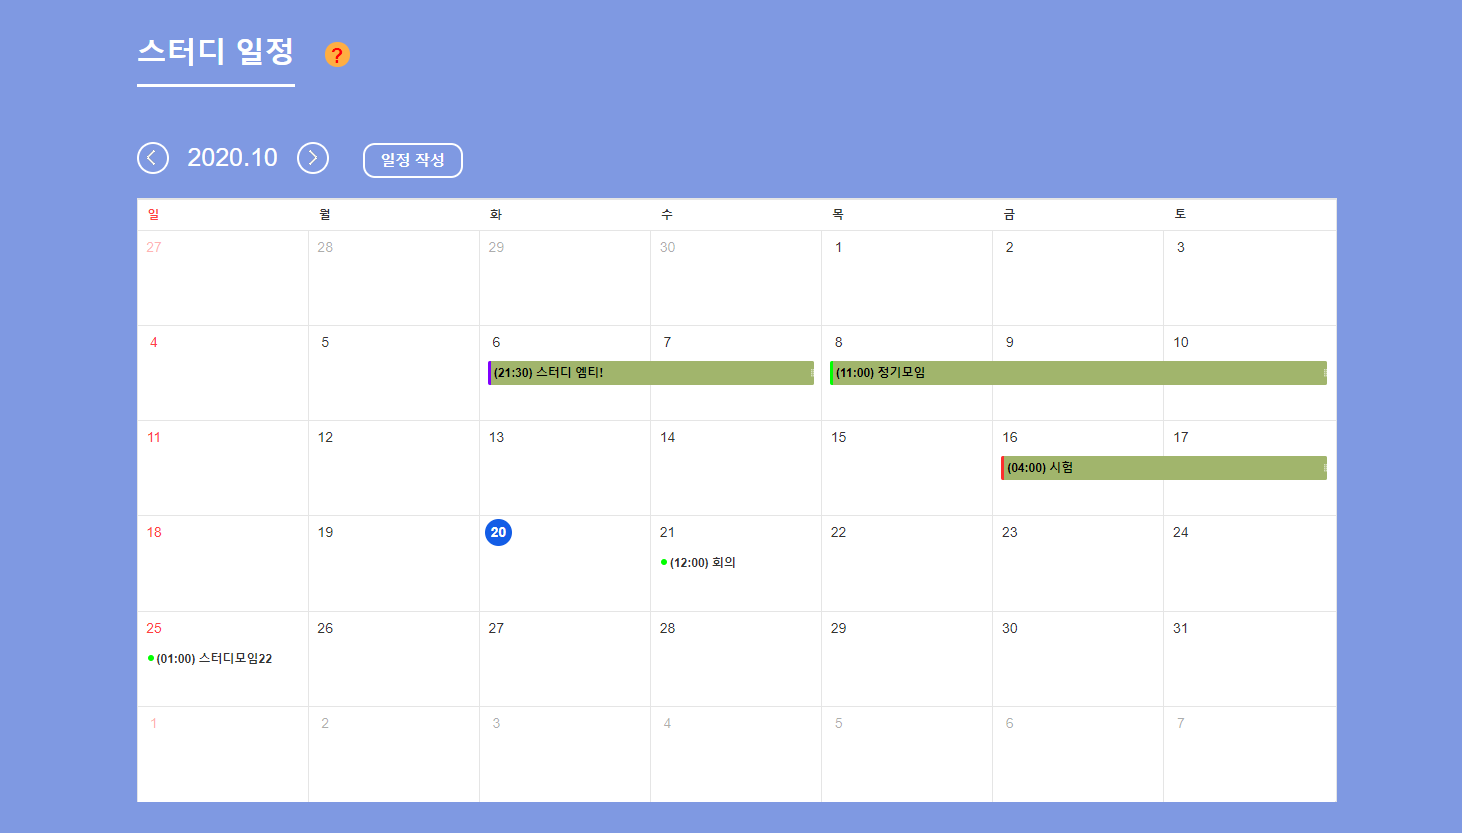 스터디 일정 ?
2020.10 일정 작성
일 월 화 수 목 금 토
27 28 29 30 1 2 3
4 5 6 7 8 9 10
(21:30) 스터디 엠티! (11:00) 정기모임
11 12 13 14 15 16 17
(04:00) 시험
18 19 20 21 22 23 24
(12:00) 회의
25 26 27 28 29 30 31
(01:00) 스터디모임22
1 2 3 4 5 6 7